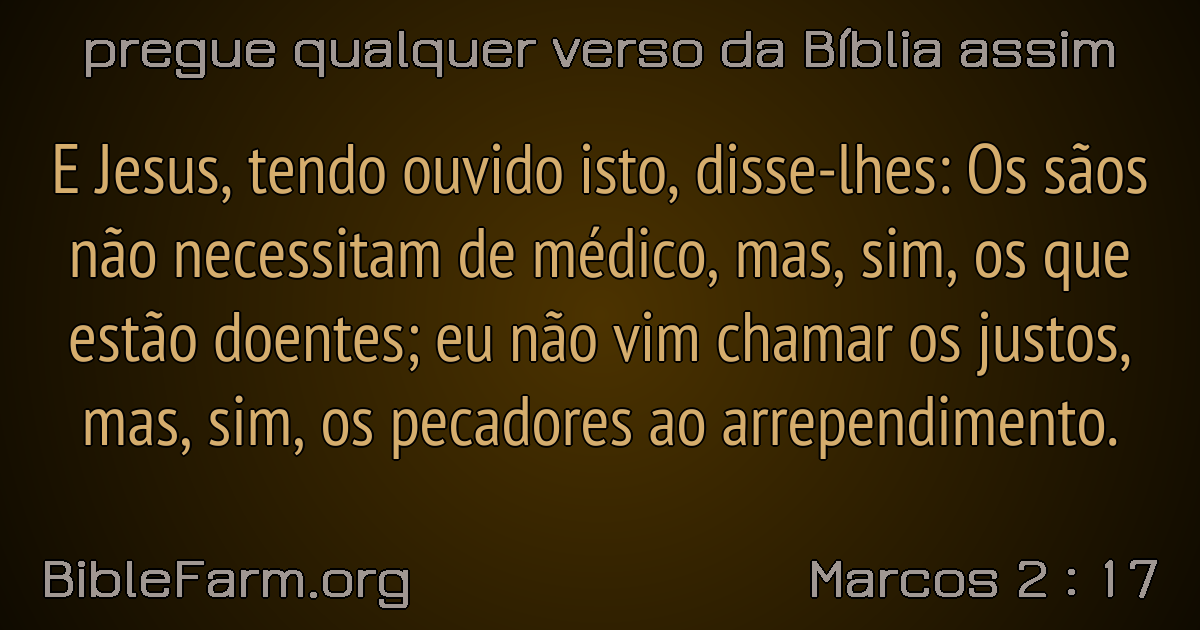 pregue qualquer verso da Bíblia assim
E Jesus, tendo ouvido isto, disse-lhes: Os sãos
não necessitam de médico, mas, sim, os que
estão doentes; eu não vim chamar os justos,
mas, sim, os pecadores ao arrependimento.
BibleFarm.org
Marcos 2 : 17